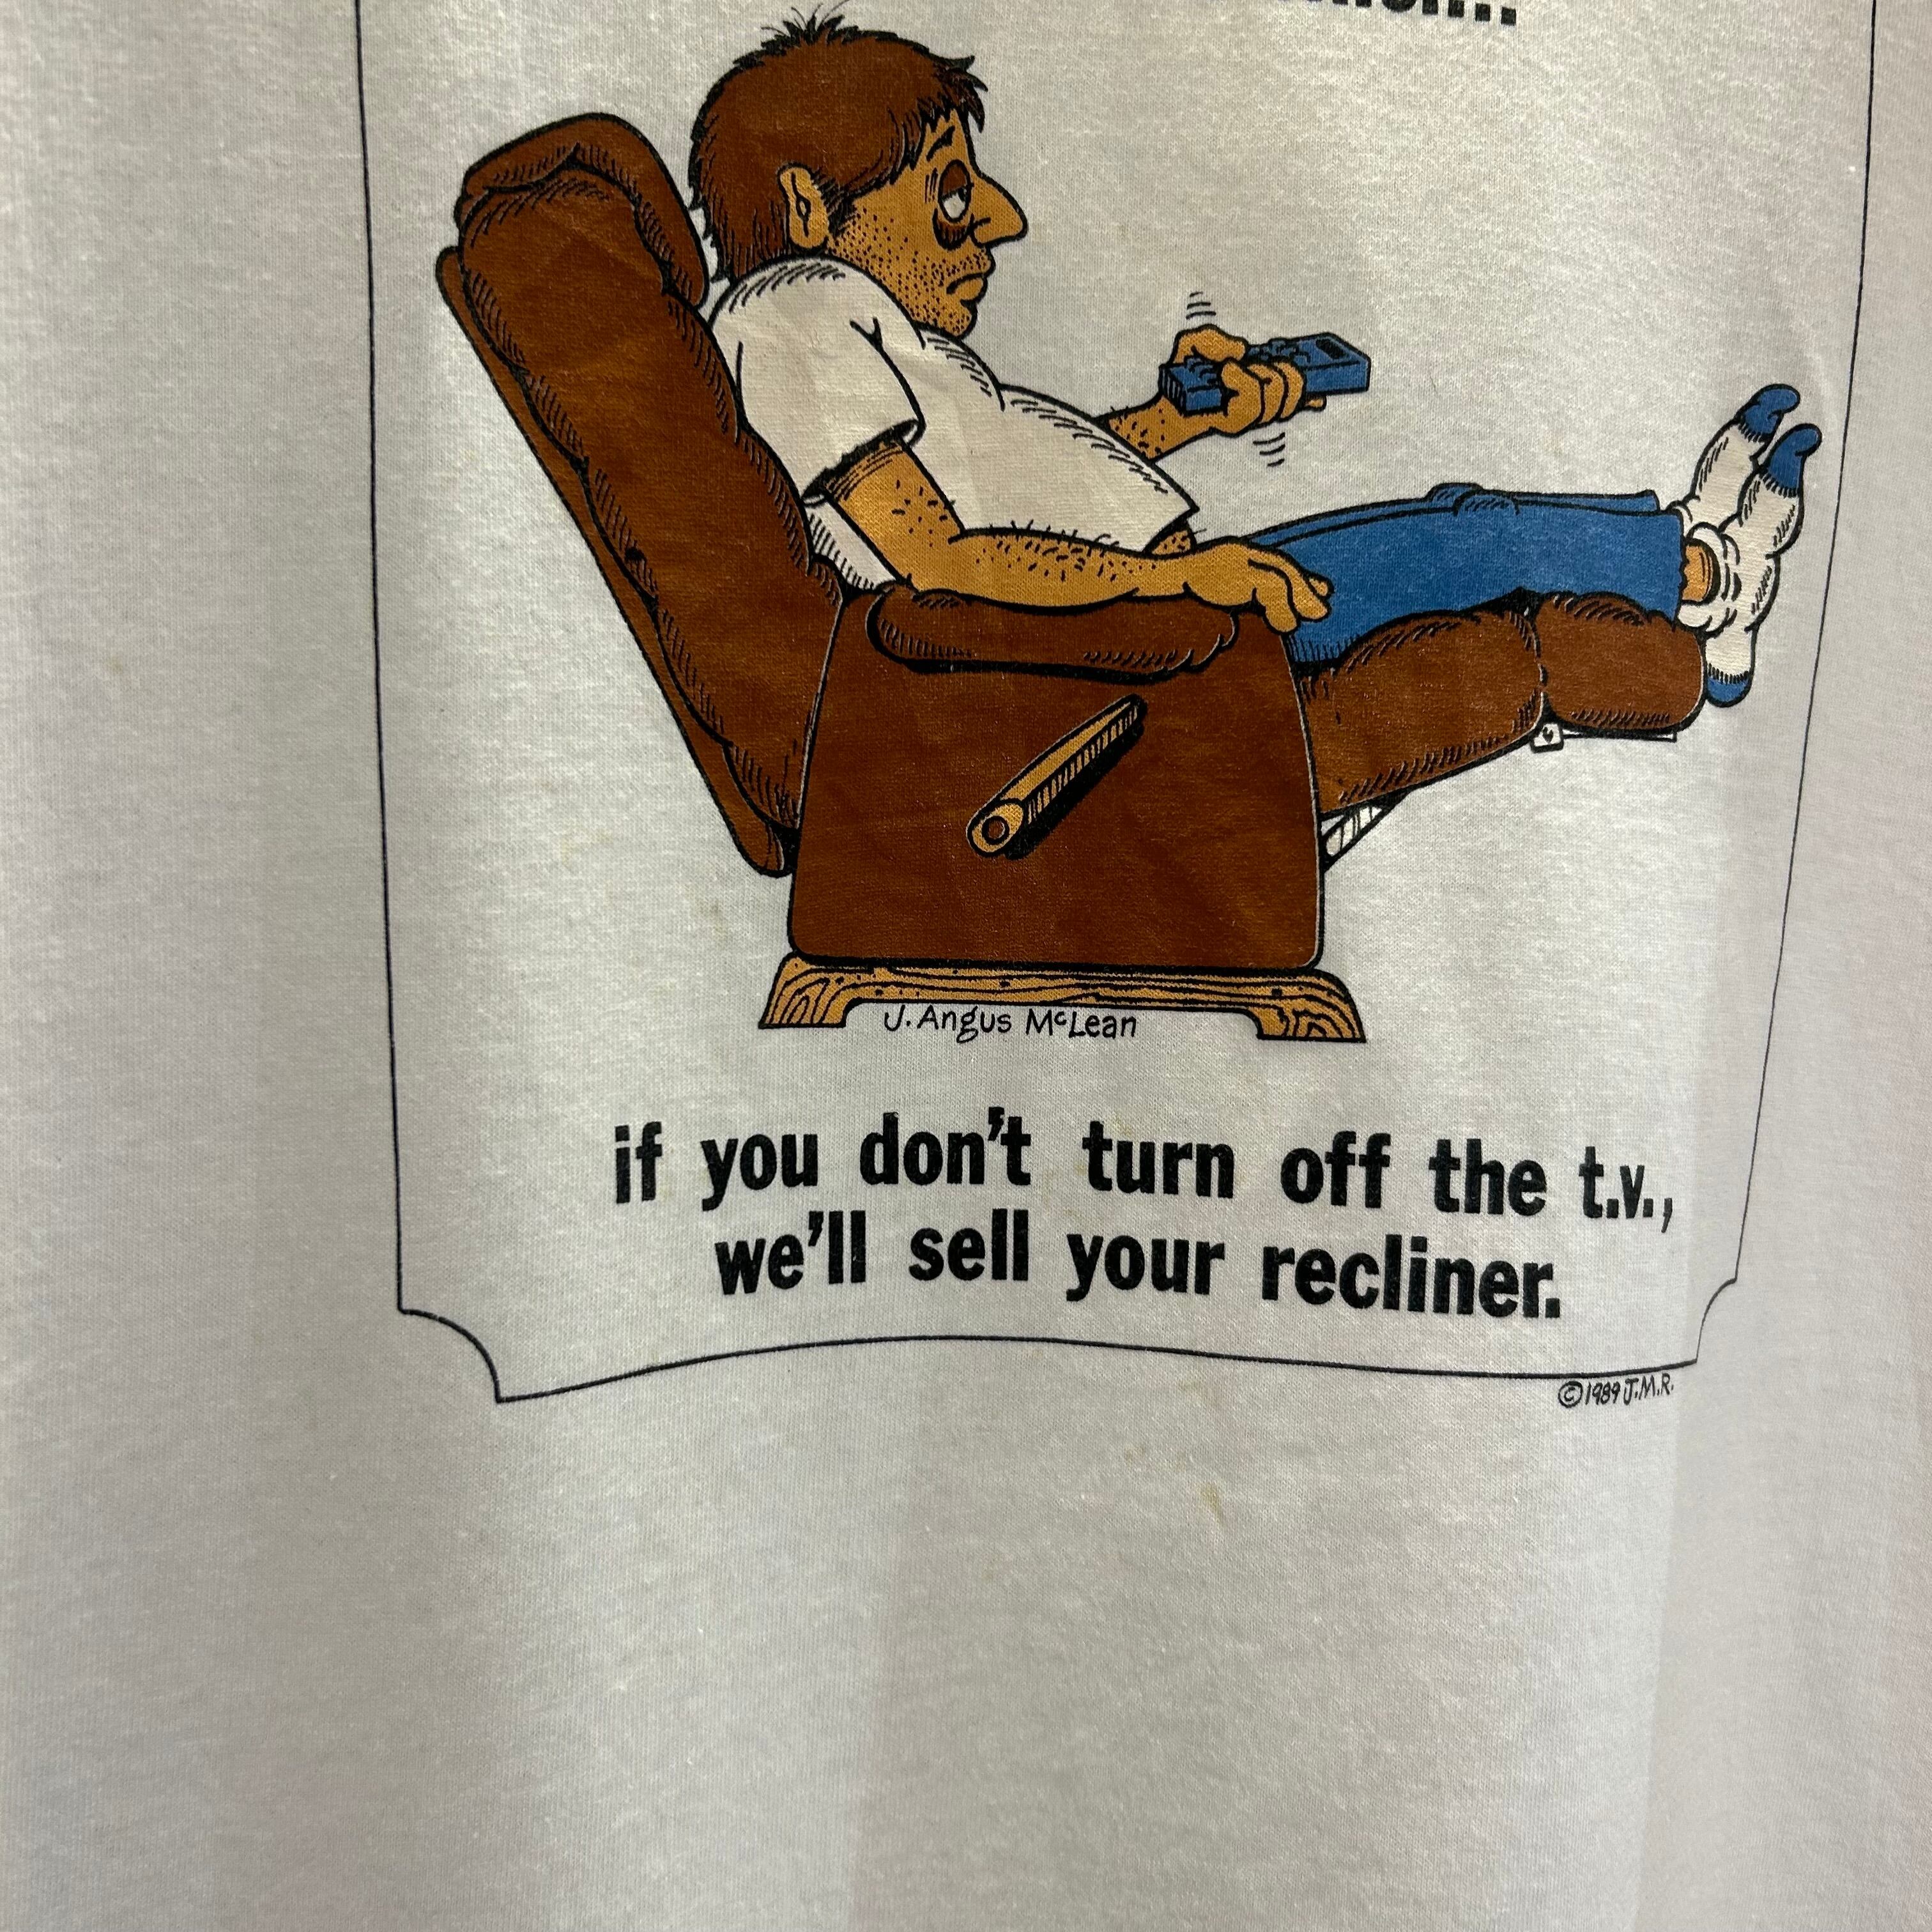 J. Angus McLean
if you don't turn off the t.v.,
we'll sell your recliner.
©1989 J.M.R.